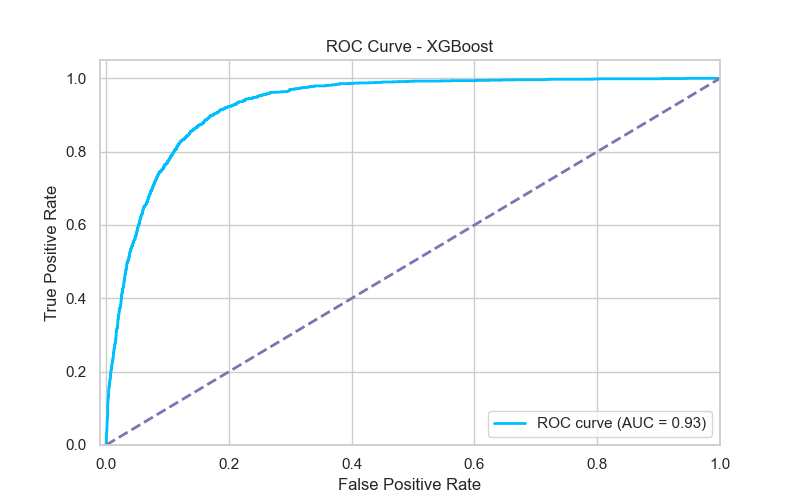 ROC Curve - XGBoost
True Positive Rate
1.0
0.8
0.6
0.4
0.2
0.0
ROC curve (AUC = 0.93)
0.0 0.2 0.4 0.6 0.8 1.0
False Positive Rate